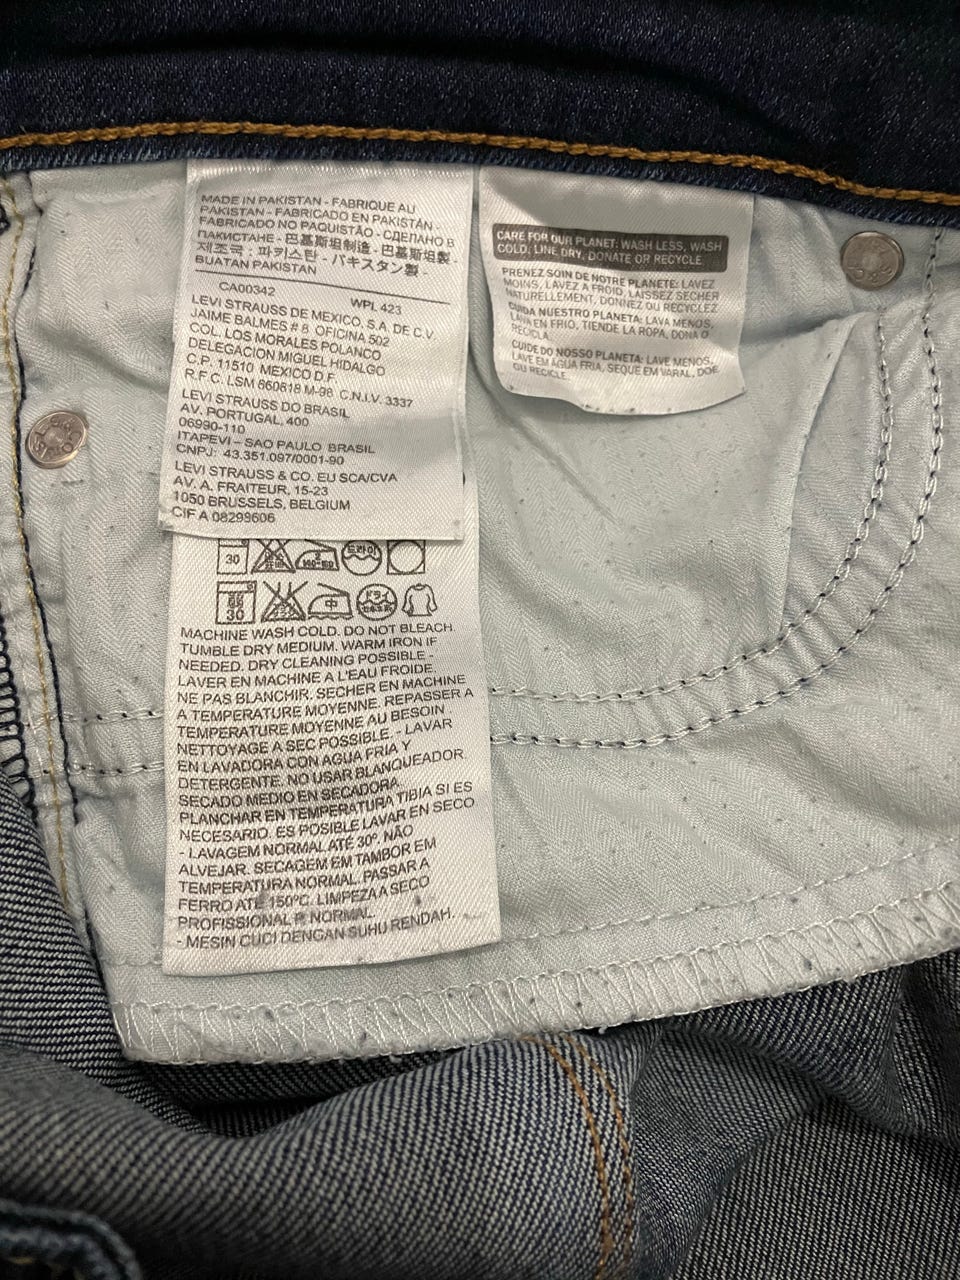 MADE IN PAKISTAN - FABRIQUE AU
PAKISTAN - FABRICADO EN PAKISTÁN -
FABRICADO NO PAQUISTÃO - СДЕЛАНО В
ПАКИСТАНЕ - 巴基斯坦制造 - 巴基斯坦製 -
제조국 : 파키스탄 - パキスタン製 -
BUATAN PAKISTAN
CA00342 WPL 423
LEVI STRAUSS DE MEXICO, S.A. DE C.V.
JAIME BALMES # 8 OFICINA 502
COL. LOS MORALES POLANCO
DELEGACION MIGUEL HIDALGO
C.P. 11510 MEXICO D.F.
R.F.C. LSM 860618 M-98 C.N.I.V. 3337
LEVI STRAUSS DO BRASIL
AV. PORTUGAL, 400
06990-110
ITAPEVI – SAO PAULO BRASIL
CNPJ: 43.351.097/0001-90
LEVI STRAUSS & CO. EU SCA/CVA
AV. A. FRAITEUR, 15-23
1050 BRUSSELS, BELGIUM
CIF A 08298606
30 드라이
30 中 ドライ
MACHINE WASH COLD. DO NOT BLEACH.
TUMBLE DRY MEDIUM. WARM IRON IF
NEEDED. DRY CLEANING POSSIBLE -
LAVER EN MACHINE A L'EAU FROIDE.
NE PAS BLANCHIR. SECHER EN MACHINE
A TEMPERATURE MOYENNE. REPASSER A
TEMPERATURE MOYENNE AU BESOIN
NETTOYAGE A SEC POSSIBLE. - LAVAR
EN LAVADORA CON AGUA FRIA Y
DETERGENTE. NO USAR BLANQUEADOR.
SECADO MEDIO EN SECADORA.
PLANCHAR EN TEMPERATURA TIBIA SI ES
NECESARIO. ES POSIBLE LAVAR EN SECO
- LAVAGEM NORMAL ATÉ 30º. NÃO
ALVEJAR. SECAGEM EM TAMBOR EM
TEMPERATURA NORMAL. PASSAR A
FERRO ATÉ 150ºC. LIMPEZA A SECO
PROFISSIONAL P, NORMAL.
- MESIN CUCI DENGAN SUHU RENDAH.
CARE FOR OUR PLANET: WASH LESS, WASH
COLD, LINE DRY, DONATE OR RECYCLE.
PRENEZ SOIN DE NOTRE PLANETE: LAVEZ
MOINS, LAVEZ A FROID, LAISSEZ SECHER
NATURELLEMENT, DONNEZ OU RECYCLEZ
CUIDA NUESTRO PLANETA: LAVA MENOS,
LAVA EN FRIO, TIENDE LA ROPA, DONA O
RECICLA.
CUIDE DO NOSSO PLANETA: LAVE MENOS,
LAVE EM ÁGUA FRIA, SEQUE EM VARAL, DOE
OU RECICLE.